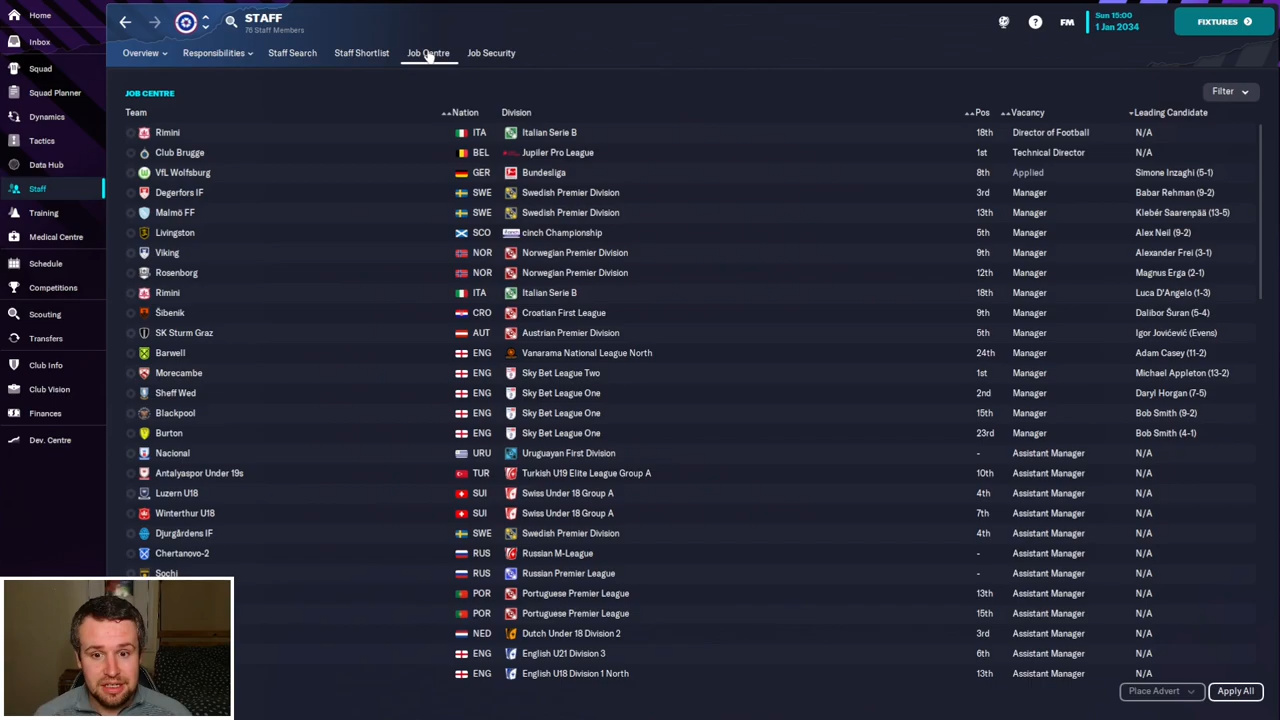 Home
Inbox
Squad
Squad Planner
Dynamics
Tactics
Data Hub
Staff
Training
Medical Centre
Schedule
Competitions
Scouting
Transfers
Club Info
Club Vision
Finances
Dev. Centre
STAFF
76 Staff Members
? FM Sun 15:00
1 Jan 2034
FIXTURES
Overview Responsibilities Staff Search Staff Shortlist Job Centre Job Security
JOB CENTRE
Filter
Team Nation Division Pos Vacancy Leading Candidate
Rimini ITA Italian Serie B 18th Director of Football N/A
Club Brugge BEL Jupiler Pro League 1st Technical Director N/A
VfL Wolfsburg GER Bundesliga 8th Applied Simone Inzaghi (5-1)
Degerfors IF SWE Swedish Premier Division 3rd Manager Babar Rehman (9-2)
Malmö FF SWE Swedish Premier Division 13th Manager Klebér Saarenpää (13-5)
Livingston SCO cinch Championship 5th Manager Alex Neil (9-2)
Viking NOR Norwegian Premier Division 9th Manager Alexander Frei (3-1)
Rosenborg NOR Norwegian Premier Division 12th Manager Magnus Erga (2-1)
Rimini ITA Italian Serie B 18th Manager Luca D'Angelo (1-3)
Šibenik CRO Croatian First League 9th Manager Dalibor Šuran (5-4)
SK Sturm Graz AUT Austrian Premier Division 5th Manager Igor Jovićević (Evens)
Barwell ENG Vanarama National League North 24th Manager Adam Casey (11-2)
Morecambe ENG Sky Bet League Two 1st Manager Michael Appleton (13-2)
Sheff Wed ENG Sky Bet League One 2nd Manager Daryl Horgan (7-5)
Blackpool ENG Sky Bet League One 15th Manager Bob Smith (9-2)
Burton ENG Sky Bet League One 23rd Manager Bob Smith (4-1)
Nacional URU Uruguayan First Division - Assistant Manager N/A
Antalyaspor Under 19s TUR Turkish U19 Elite League Group A 10th Assistant Manager N/A
Luzern U18 SUI Swiss Under 18 Group A 4th Assistant Manager N/A
Winterthur U18 SUI Swiss Under 18 Group A 7th Assistant Manager N/A
Djurgårdens IF SWE Swedish Premier Division 4th Assistant Manager N/A
Chertanovo-2 RUS Russian M-League - Assistant Manager N/A
Sochi RUS Russian Premier League - Assistant Manager N/A
POR Portuguese Premier League 13th Assistant Manager N/A
POR Portuguese Premier League 15th Assistant Manager N/A
NED Dutch Under 18 Division 2 3rd Assistant Manager N/A
ENG English U21 Division 3 6th Assistant Manager N/A
ENG English U18 Division 1 North 13th Assistant Manager N/A
Place Advert Apply All